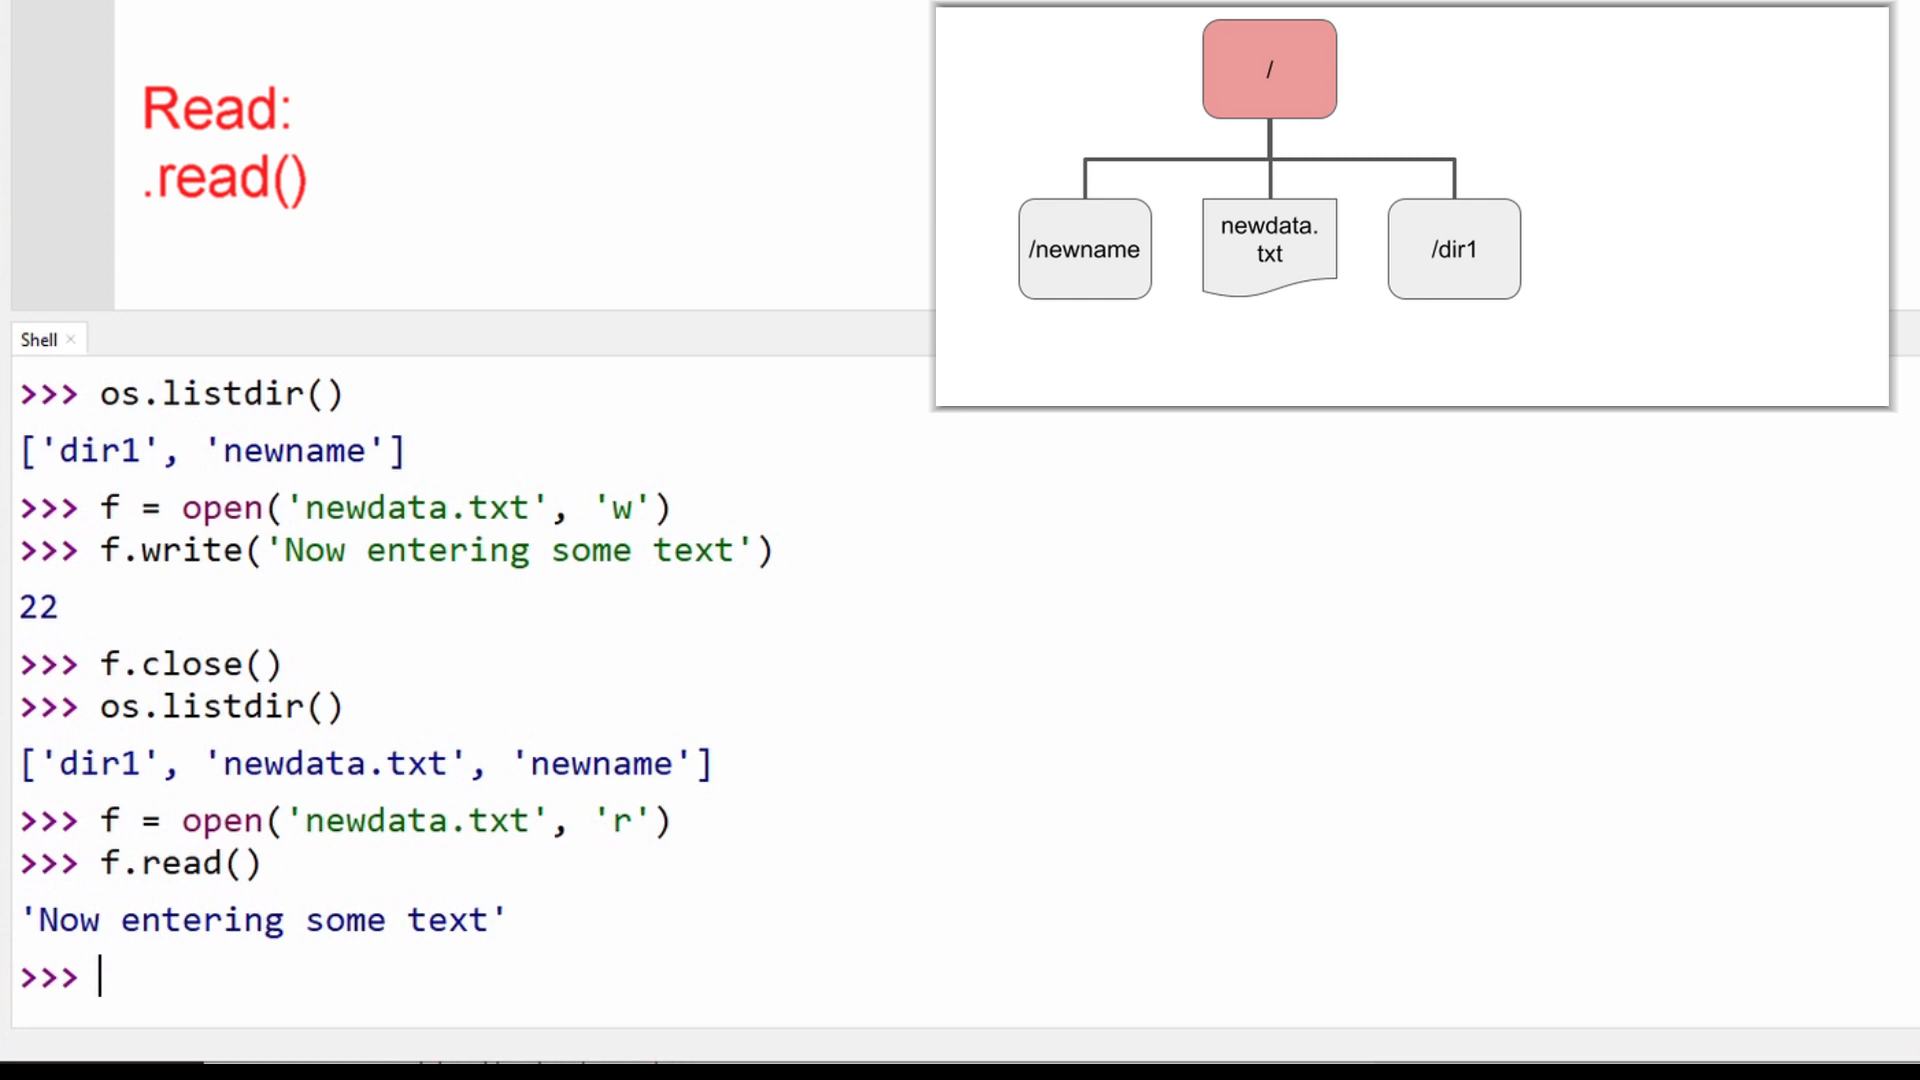 Read:
.read()
/
/newname
newdata.
txt
/dir1
Shell ×
>>> os.listdir()
['dir1', 'newname']
>>> f = open('newdata.txt', 'w')
>>> f.write('Now entering some text')
22
>>> f.close()
>>> os.listdir()
['dir1', 'newdata.txt', 'newname']
>>> f = open('newdata.txt', 'r')
>>> f.read()
'Now entering some text'
>>>